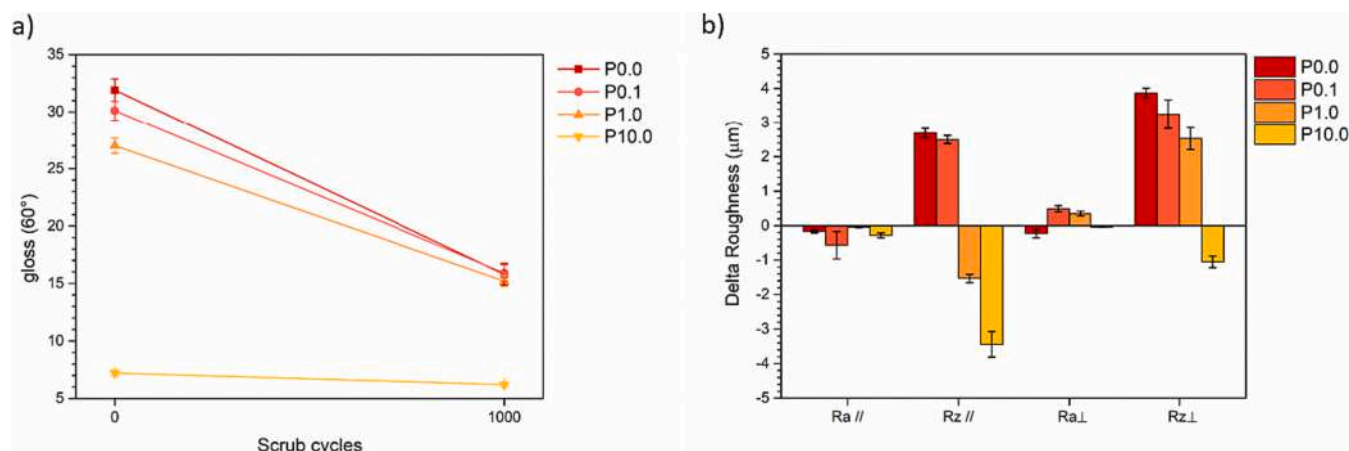 a)
35
30
25
20
15
10
5
gloss (60°)
0
1000
Scrub cycles
P0.0
P0.1
P1.0
P10.0
b)
5
4
3
2
1
0
-1
-2
-3
-4
-5
Delta Roughness (μm)
Ra //
Rz //
Ra⊥
Rz⊥
P0.0
P0.1
P1.0
P10.0